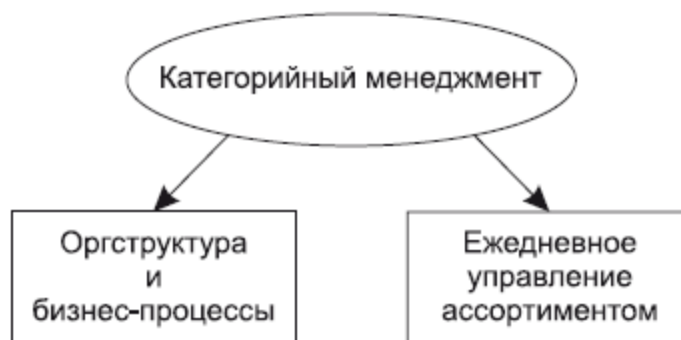 Категорийный менеджмент
Оргструктура
и
бизнес-процессы
Ежедневное
управление
ассортиментом